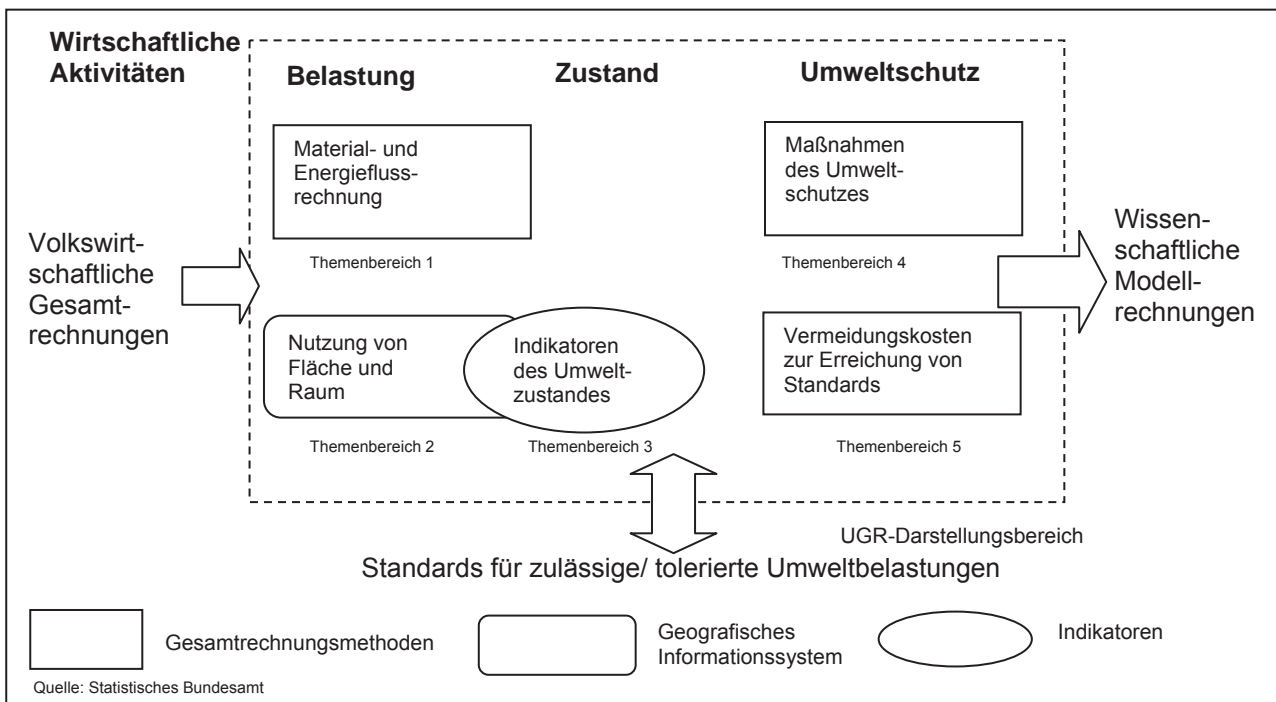 Wirtschaftliche
Aktivitäten
Belastung
Zustand
Umweltschutz
Material- und
Energiefluss-
rechnung
Themenbereich 1
Maßnahmen
des Umwelt-
schutzes
Themenbereich 4
Volkswirt-
schaftliche
Gesamt-
rechnungen
Wissen-
schaftliche
Modell-
rechnungen
Nutzung von
Fläche und
Raum
Themenbereich 2
Indikatoren
des Umwelt-
zustandes
Themenbereich 3
Vermeidungskosten
zur Erreichung von
Standards
Themenbereich 5
UGR-Darstellungsbereich
Standards für zulässige/ tolerierte Umweltbelastungen
Gesamtrechnungsmethoden
Geografisches
Informationssystem
Indikatoren
Quelle: Statistisches Bundesamt